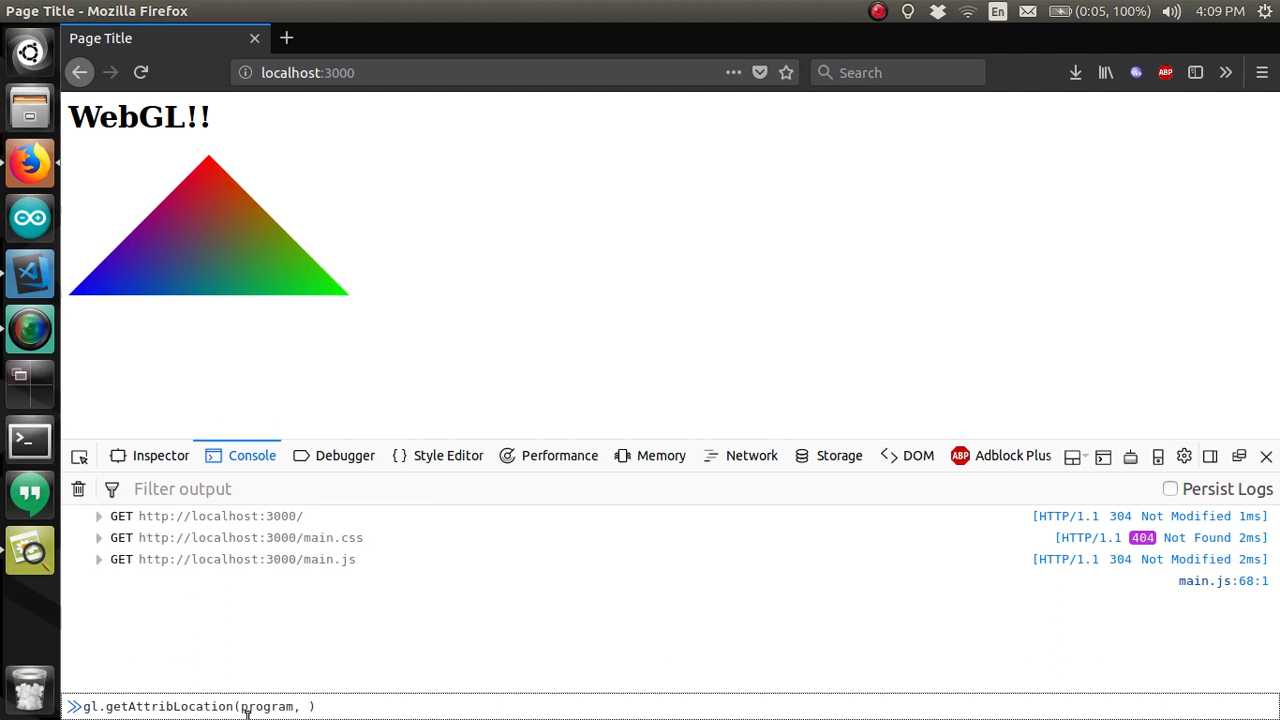 Page Title - Mozilla Firefox
En
(0:05, 100%)
4:09 PM
Page Title
localhost:3000
Search
ABP
WebGL!!
Inspector
Console
Debugger
{} Style Editor
Performance
Memory
Network
Storage
<> DOM
ABP Adblock Plus
Filter output
Persist Logs
GET http://localhost:3000/ [HTTP/1.1 304 Not Modified 1ms]
GET http://localhost:3000/main.css [HTTP/1.1 404 Not Found 2ms]
GET http://localhost:3000/main.js [HTTP/1.1 304 Not Modified 2ms]
main.js:68:1
gl.getAttribLocation(program, )